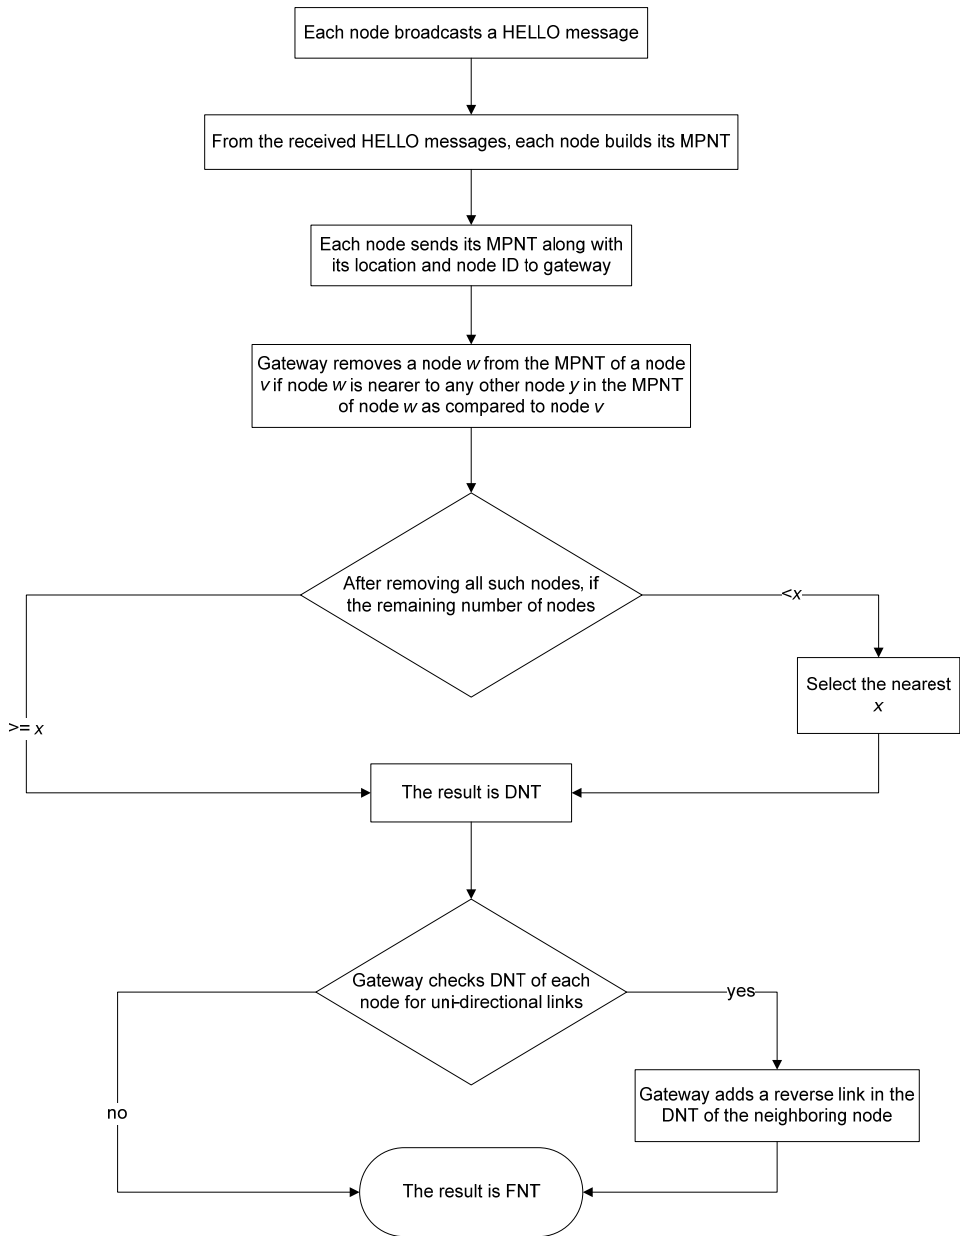 Each node broadcasts a HELLO message
From the received HELLO messages, each node builds its MPNT
Each node sends its MPNT along with
its location and node ID to gateway
Gateway removes a node w from the MPNT of a node
v if node w is nearer to any other node y in the MPNT
of node w as compared to node v
After removing all such nodes, if
the remaining number of nodes
<x
Select the nearest
x
>= x
The result is DNT
Gateway checks DNT of each
node for uni-directional links
yes
Gateway adds a reverse link in the
DNT of the neighboring node
no
The result is FNT